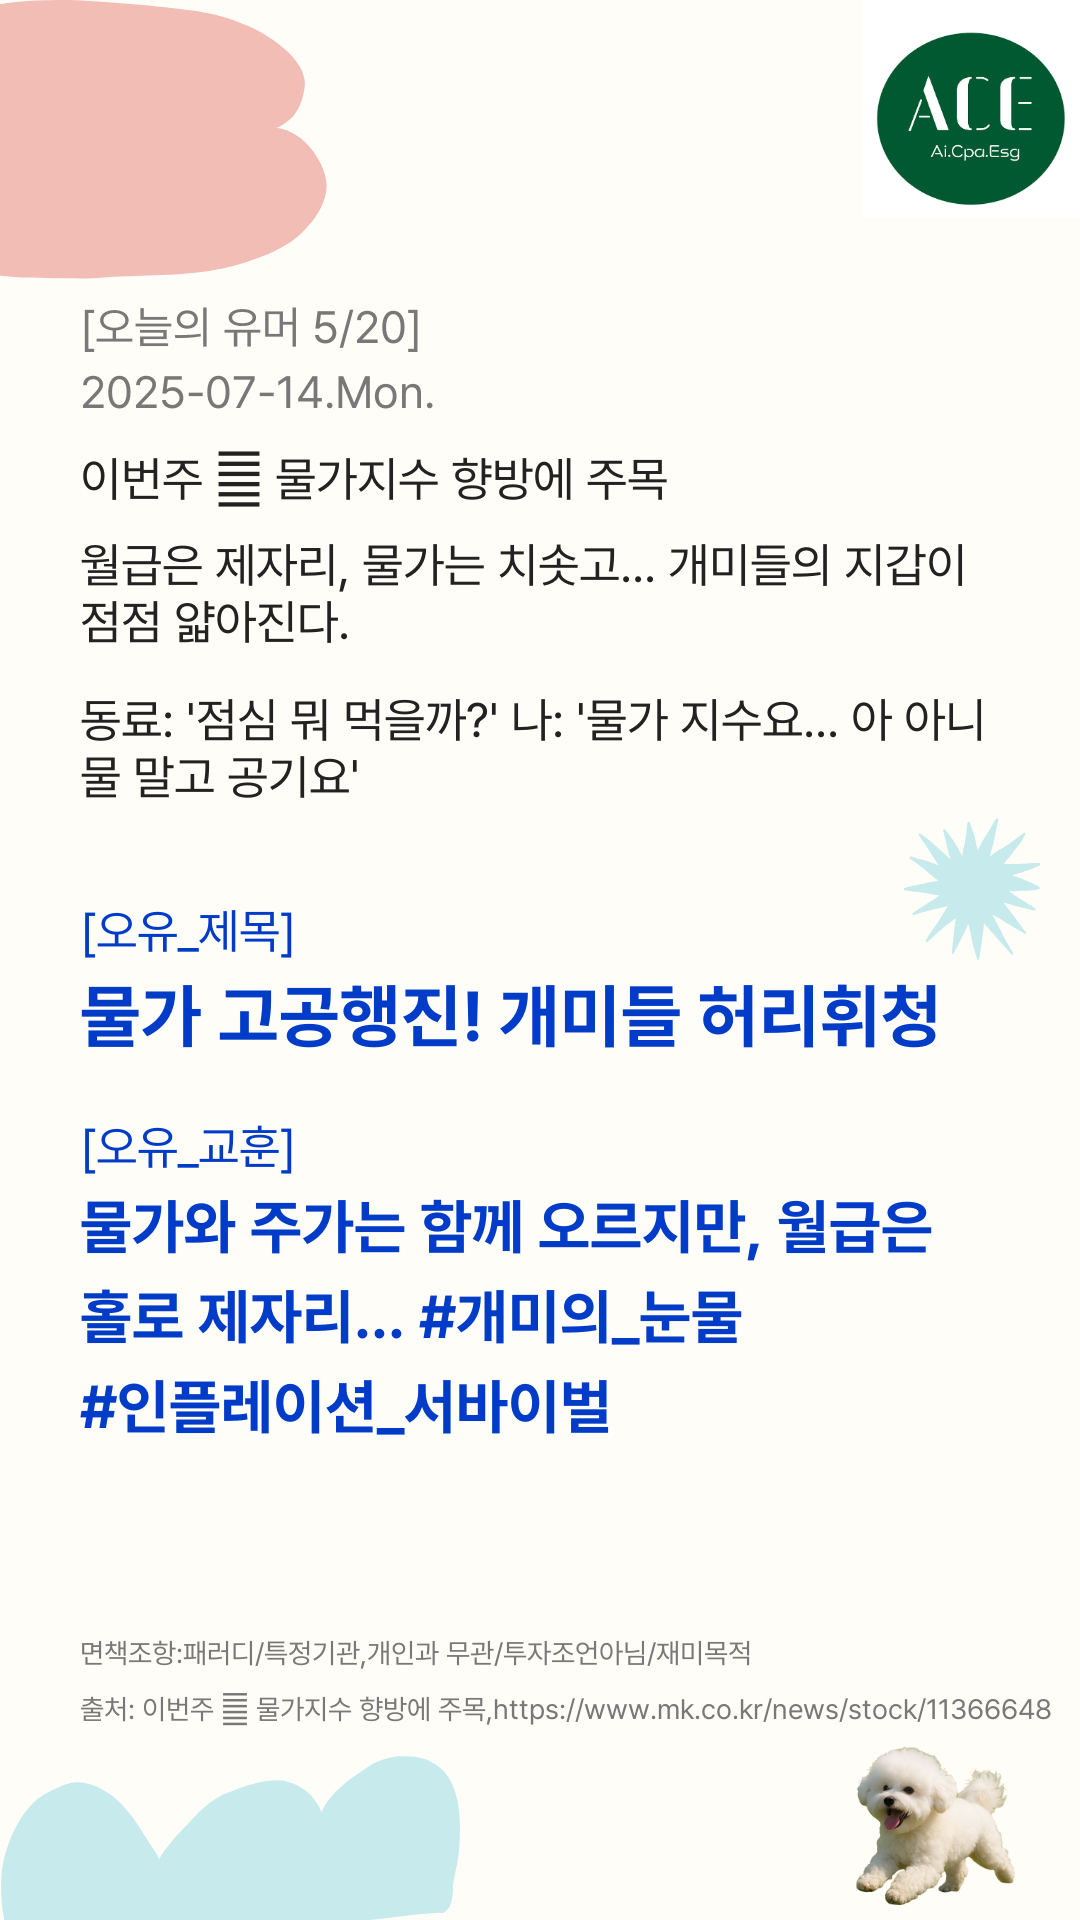 ACE
Ai.Cpa.Esg
[오늘의 유머 5/20]
2025-07-14.Mon.
이번주 물가지수 향방에 주목
월급은 제자리, 물가는 치솟고... 개미들의 지갑이
점점 얇아진다.
동료: '점심 뭐 먹을까?' 나: '물가 지수요... 아 아니
물 말고 공기요'
[오유_제목]
물가 고공행진! 개미들 허리휘청
[오유_교훈]
물가와 주가는 함께 오르지만, 월급은
홀로 제자리... #개미의_눈물
#인플레이션_서바이벌
면책조항:패러디/특정기관,개인과 무관/투자조언아님/재미목적
출처: 이번주 물가지수 향방에 주목,https://www.mk.co.kr/news/stock/11366648